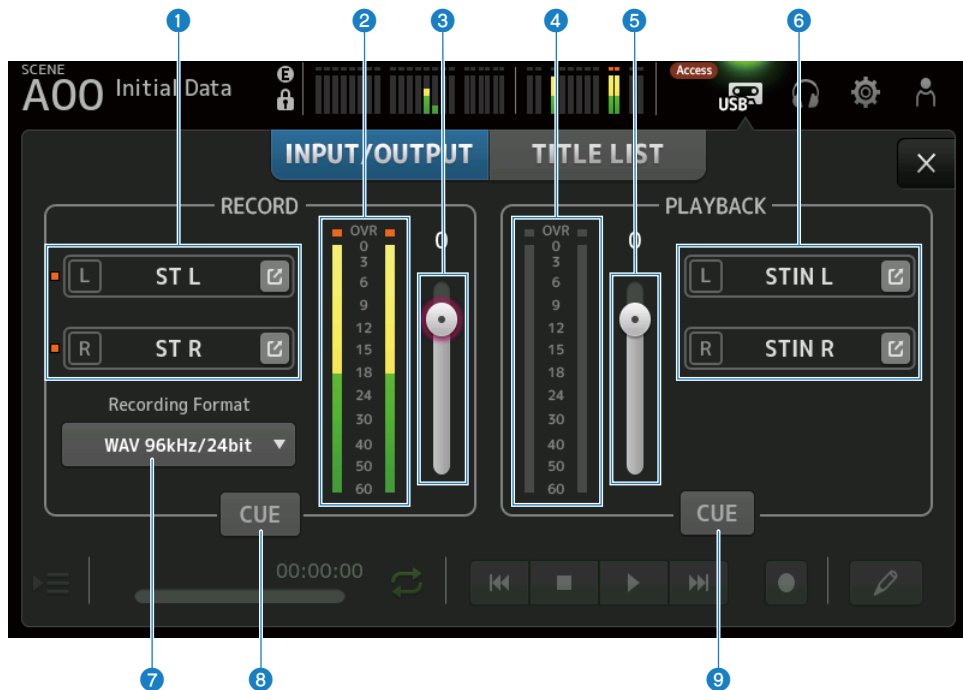 1 2 3 4 5 6
SCENE
A00 Initial Data E Access USB
INPUT/OUTPUT TITLE LIST
RECORD
PLAYBACK
L ST L
R ST R
Recording Format
WAV 96kHz/24bit
CUE
OVR
0
3
6
9
12
15
18
24
30
40
50
60
0
OVR
0
3
6
9
12
15
18
24
30
40
50
60
0
L STIN L
R STIN R
CUE
00:00:00
7 8 9